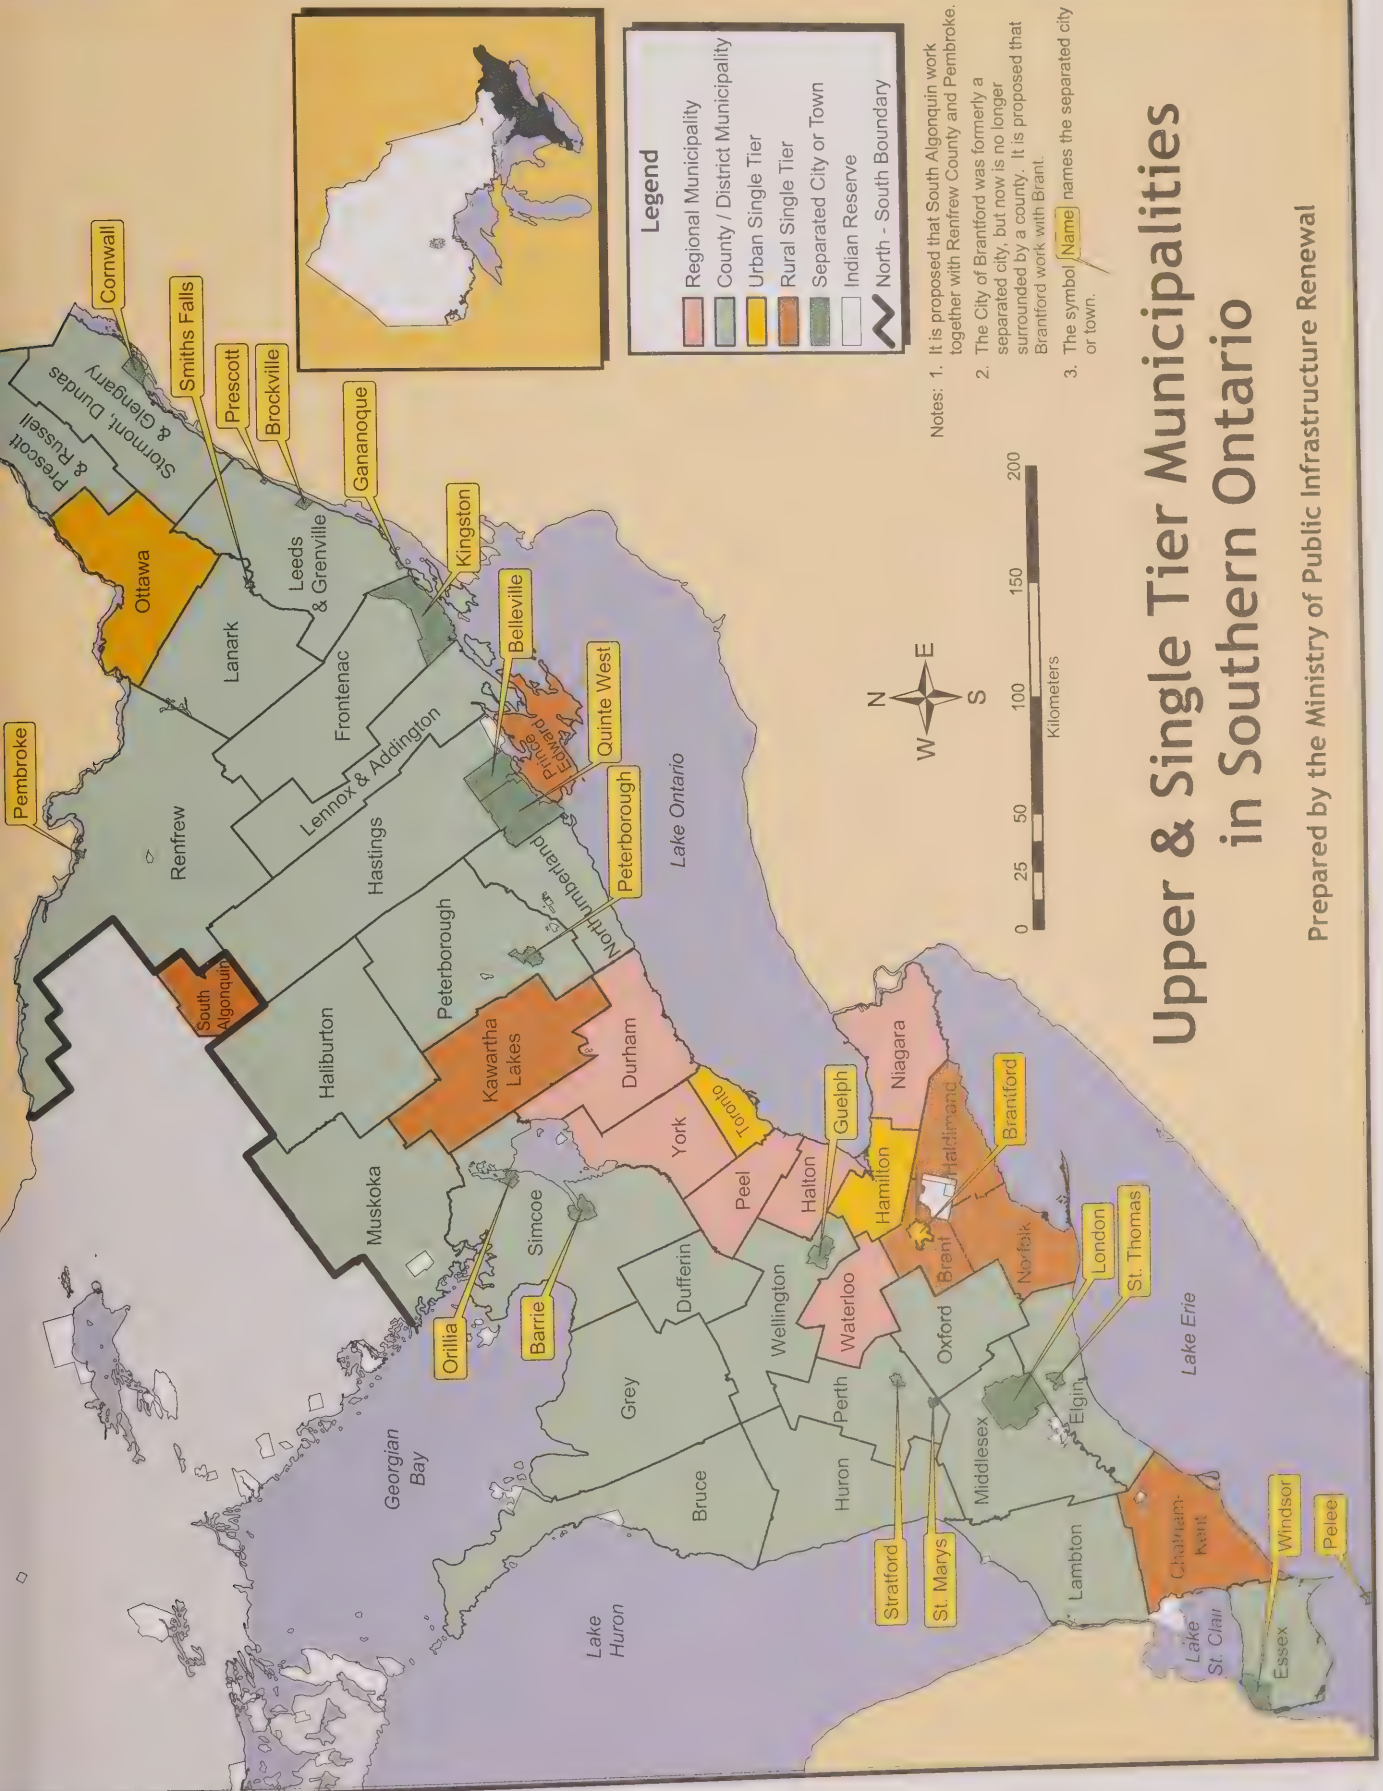 Upper & Single Tier Municipalities
in Southern Ontario
Prepared by the Ministry of Public Infrastructure Renewal
Legend
Regional Municipality
County / District Municipality
Urban Single Tier
Rural Single Tier
Separated City or Town
Indian Reserve
North - South Boundary
Notes: 1. It is proposed that South Algonquin work
together with Renfrew County and Pembroke.
2. The City of Brantford was formerly a
separated city, but now is no longer
surrounded by a county. It is proposed that
Brantford work with Brant.
3. The symbol Name names the separated city
or town.
N
W E
S
0 25 50 100 150 200
Kilometers
Pembroke
Cornwall
Smiths Falls
Prescott
Brockville
Gananoque
Kingston
Belleville
Quinte West
Peterborough
Guelph
Brantford
London
St. Thomas
Orillia
Barrie
Stratford
St. Marys
Windsor
Pelee
Prescott
& Russell
Stormont, Dundas
& Glengarry
Ottawa
Leeds
& Grenville
Lanark
Frontenac
Lennox & Addington
Renfrew
Hastings
Prince
Edward
Northumberland
Peterborough
South
Algonquin
Haliburton
Kawartha
Lakes
Durham
Muskoka
Simcoe
York
Toronto
Peel
Halton
Hamilton
Niagara
Haldimand
Norfolk
Brant
Dufferin
Wellington
Waterloo
Oxford
Grey
Bruce
Perth
Huron
Middlesex
Elgin
Lambton
Chatham-
Kent
Essex
Georgian
Bay
Lake
Huron
Lake
St. Clair
Lake Erie
Lake Ontario